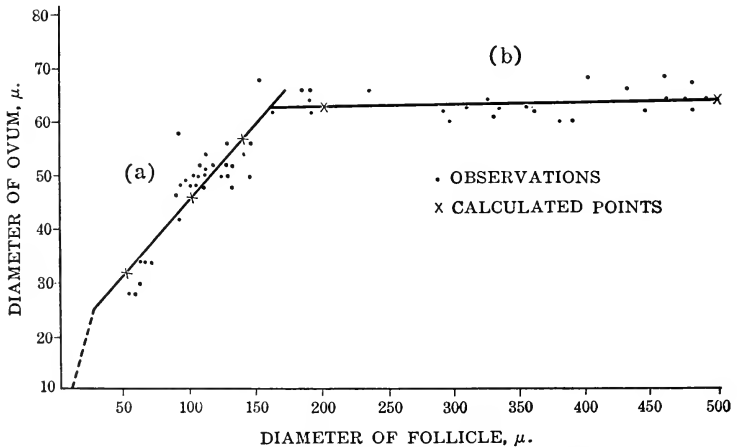 80
70
60
50
40
30
20
10
DIAMETER OF OVUM, μ.
(a)
(b)
• OBSERVATIONS
x CALCULATED POINTS
50 100 150 200 250 300 350 400 450 500
DIAMETER OF FOLLICLE, μ.